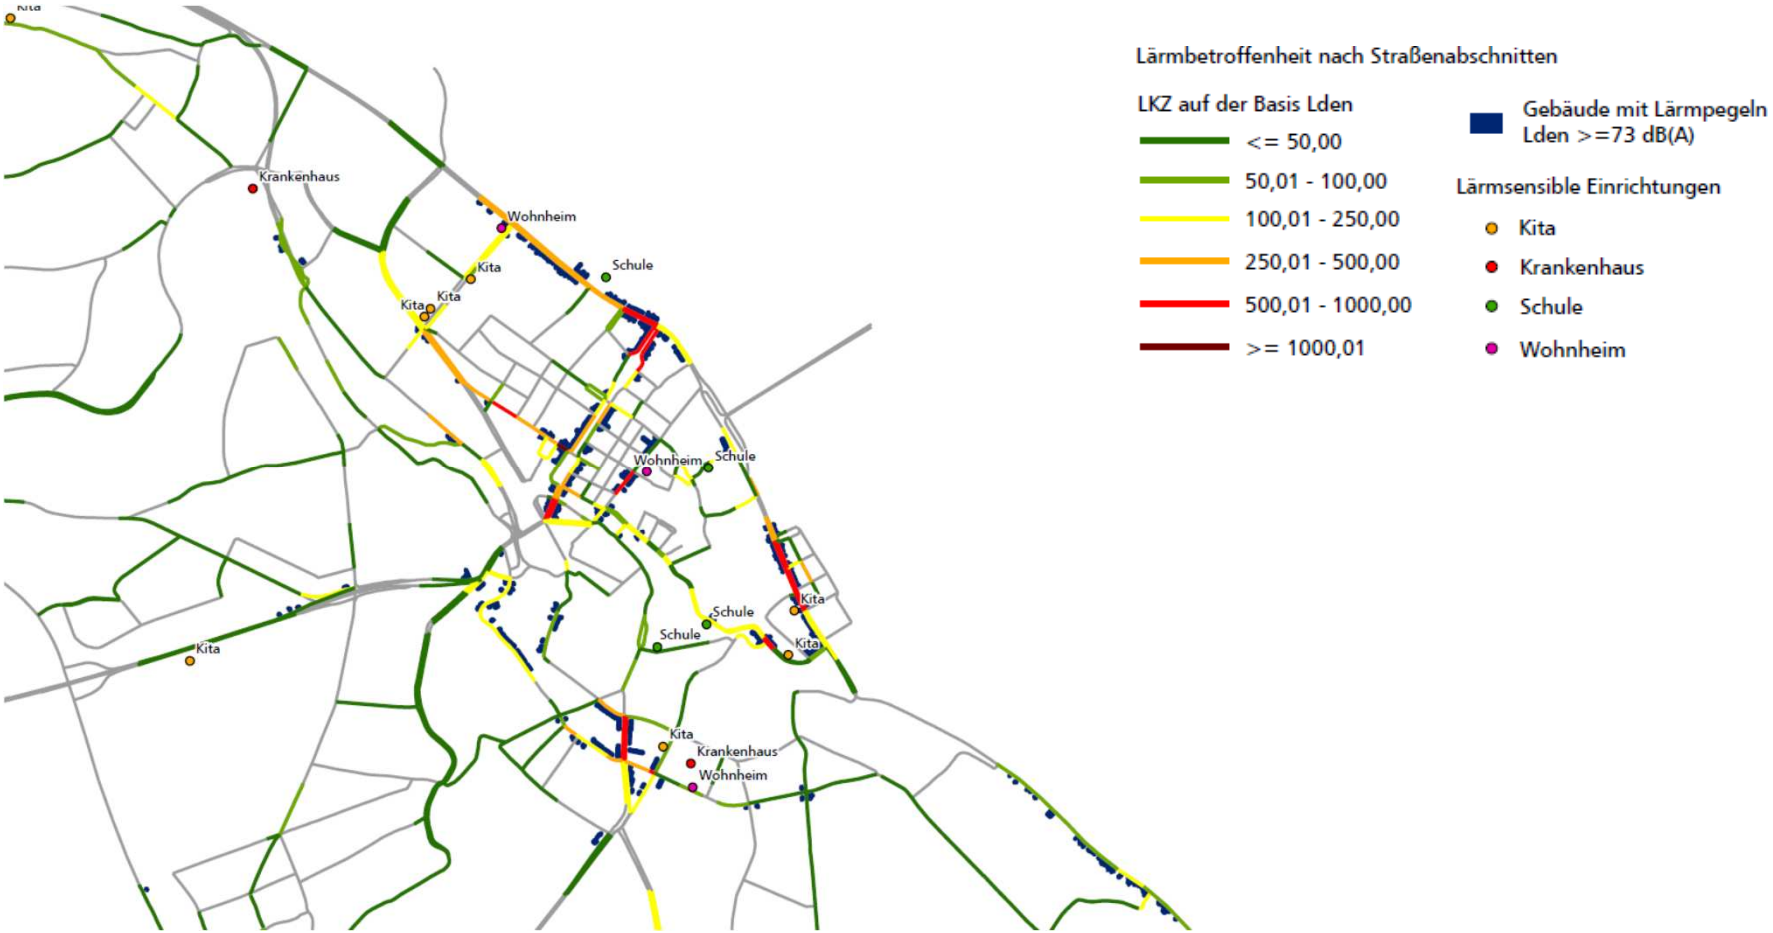 Kita
Krankenhaus
Wohnheim
Schule
Kita
Kita
Kita
Wohnheim
Schule
Kita
Schule
Schule
Kita
Kita
Kita
Krankenhaus
Wohnheim
Lärmbetroffenheit nach Straßenabschnitten
LKZ auf der Basis Lden
<= 50,00
50,01 - 100,00
100,01 - 250,00
250,01 - 500,00
500,01 - 1000,00
>= 1000,01
Gebäude mit Lärmpegeln
Lden >=73 dB(A)
Lärmsensible Einrichtungen
Kita
Krankenhaus
Schule
Wohnheim